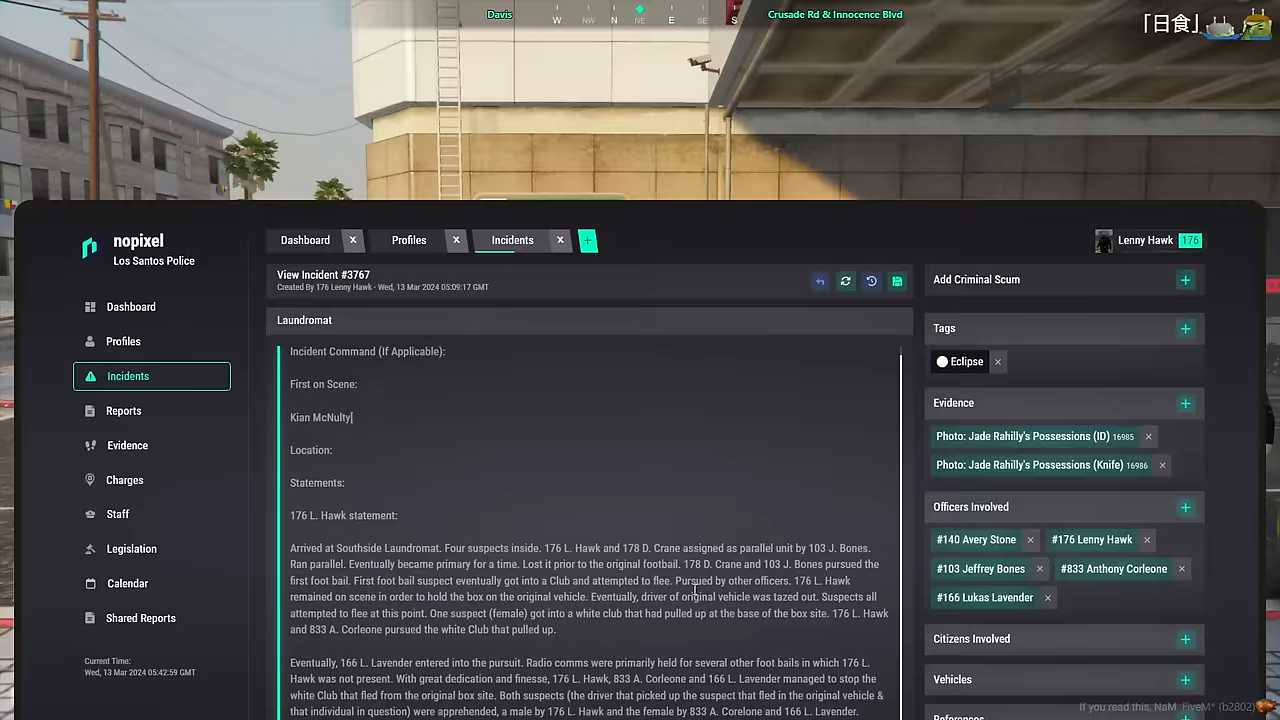 Davis
W NW N NE E SE S
Crusade Rd & Innocence Blvd
「日食」
nopixel
Los Santos Police
Dashboard
Profiles
Incidents
Reports
Evidence
Charges
Staff
Legislation
Calendar
Shared Reports
Current Time:
Wed, 13 Mar 2024 05:42:59 GMT
Dashboard × Profiles × Incidents × +
Lenny Hawk 176
View Incident #3767
Created By 176 Lenny Hawk - Wed, 13 Mar 2024 05:09:17 GMT
Laundromat
Incident Command (If Applicable):
First on Scene:
Kian McNulty
Location:
Statements:
176 L. Hawk statement:
Arrived at Southside Laundromat. Four suspects inside. 176 L. Hawk and 178 D. Crane assigned as parallel unit by 103 J. Bones.
Ran parallel. Eventually became primary for a time. Lost it prior to the original footbail. 178 D. Crane and 103 J. Bones pursued the
first foot bail. First foot bail suspect eventually got into a Club and attempted to flee. Pursued by other officers. 176 L. Hawk
remained on scene in order to hold the box on the original vehicle. Eventually, driver of original vehicle was tazed out. Suspects all
attempted to flee at this point. One suspect (female) got into a white club that had pulled up at the base of the box site. 176 L. Hawk
and 833 A. Corleone pursued the white Club that pulled up.
Eventually, 166 L. Lavender entered into the pursuit. Radio comms were primarily held for several other foot bails in which 176 L.
Hawk was not present. With great dedication and finesse, 176 L. Hawk, 833 A. Corleone and 166 L. Lavender managed to stop the
white Club that fled from the original box site. Both suspects (the driver that picked up the suspect that fled in the original vehicle &
that individual in question) were apprehended, a male by 176 L. Hawk and the female by 833 A. Corelone and 166 L. Lavender.
Add Criminal Scum +
Tags +
Eclipse ×
Evidence +
Photo: Jade Rahilly's Possessions (ID) 16985 ×
Photo: Jade Rahilly's Possessions (Knife) 16986 ×
Officers Involved +
#140 Avery Stone × #176 Lenny Hawk ×
#103 Jeffrey Bones × #833 Anthony Corleone ×
#166 Lukas Lavender ×
Citizens Involved +
Vehicles +
References
If you read this, NaM_FiveM* (b2802)